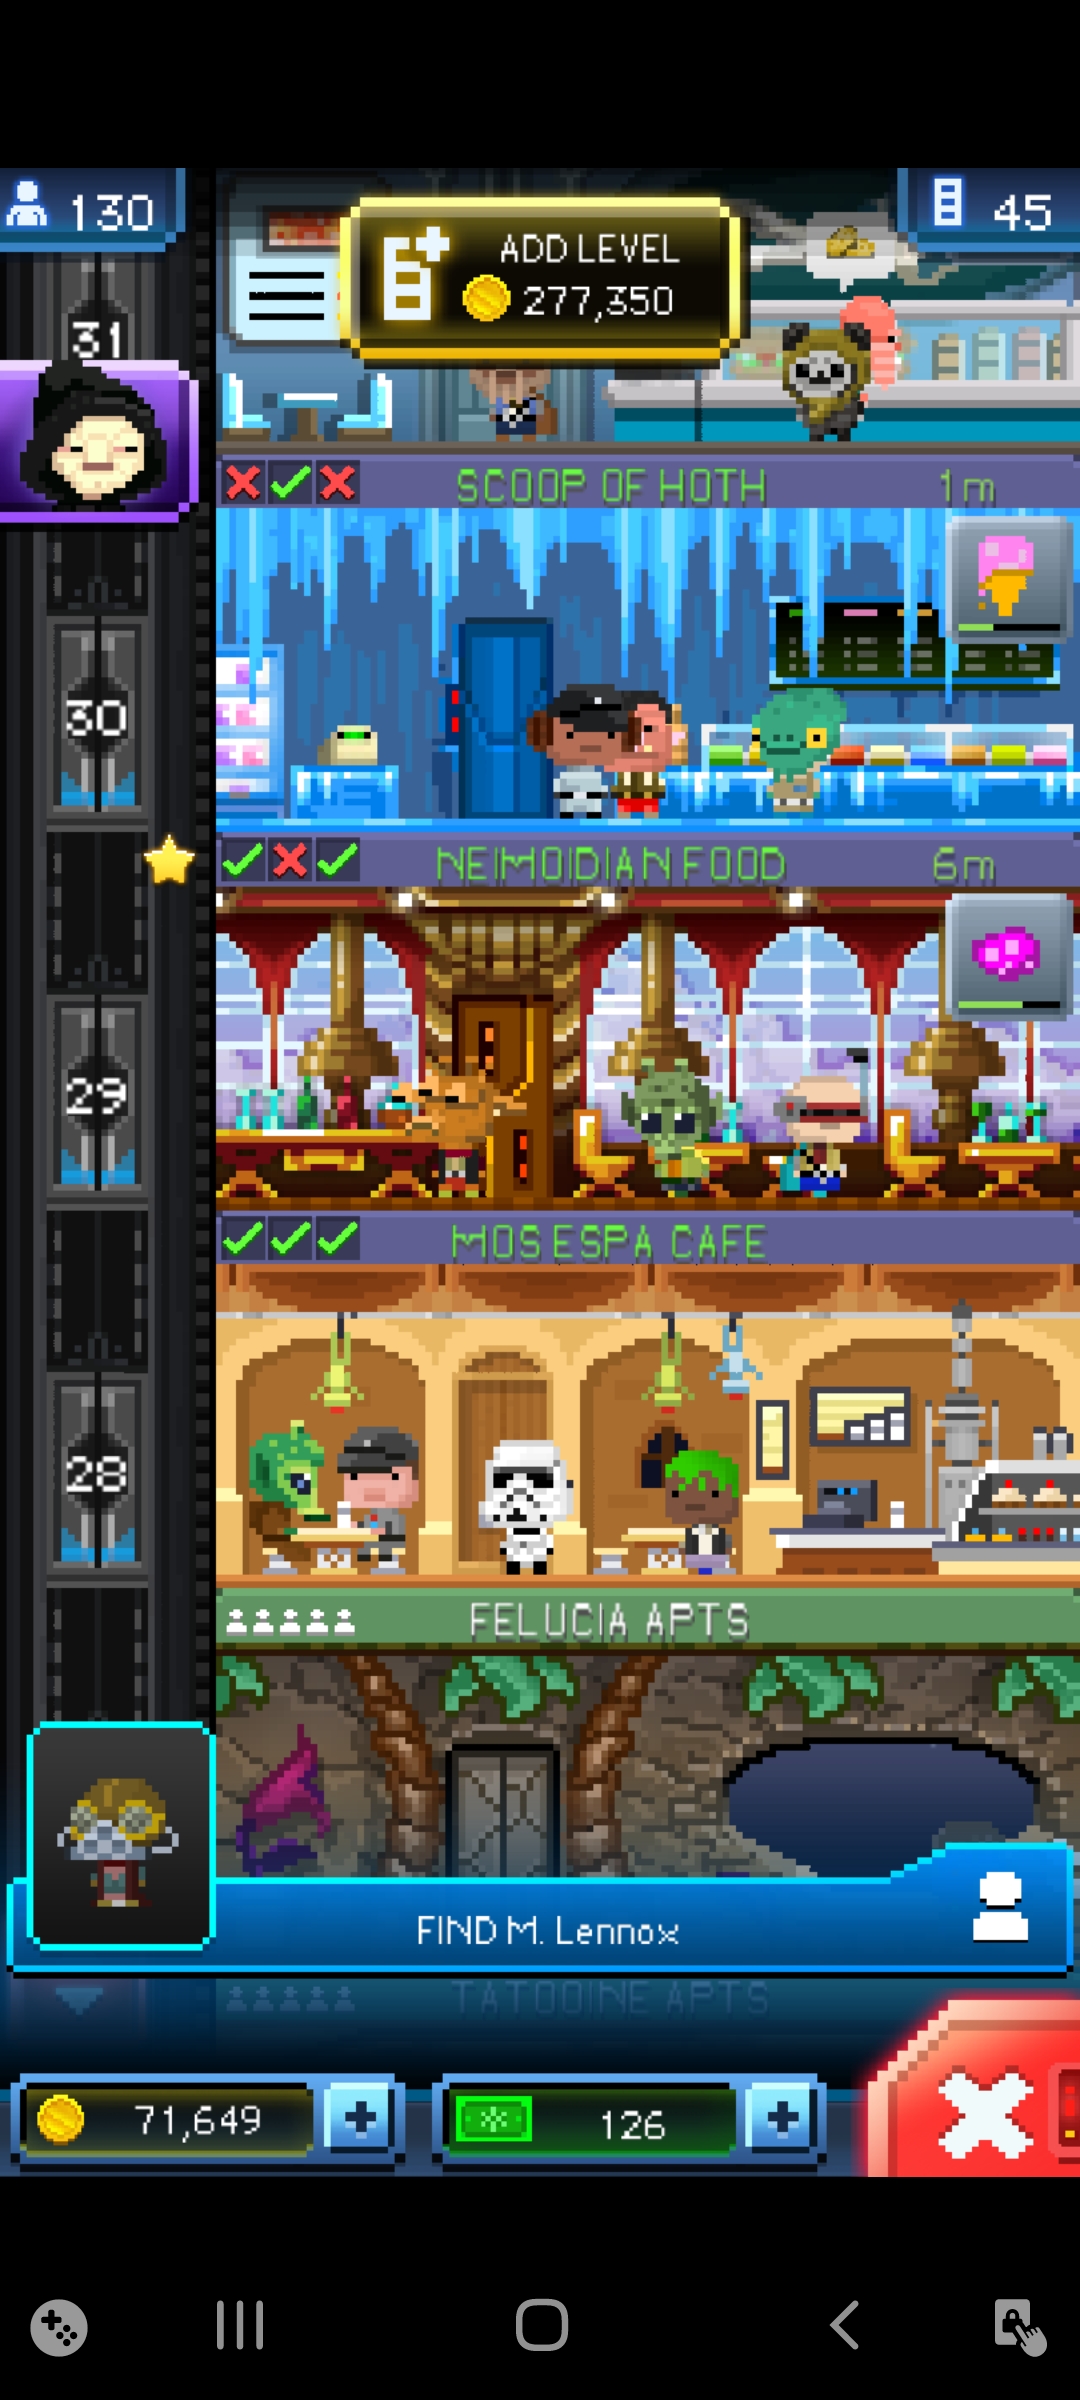 130
ADD LEVEL
277,350
45
31
SCOOP OF HOTH 1m
30
NEIMOIDIAN FOOD 6m
29
MOS ESPA CAFE
28
FELUCIA APTS
FIND M. Lennox
TATOOINE APTS
71,649 +
126 +